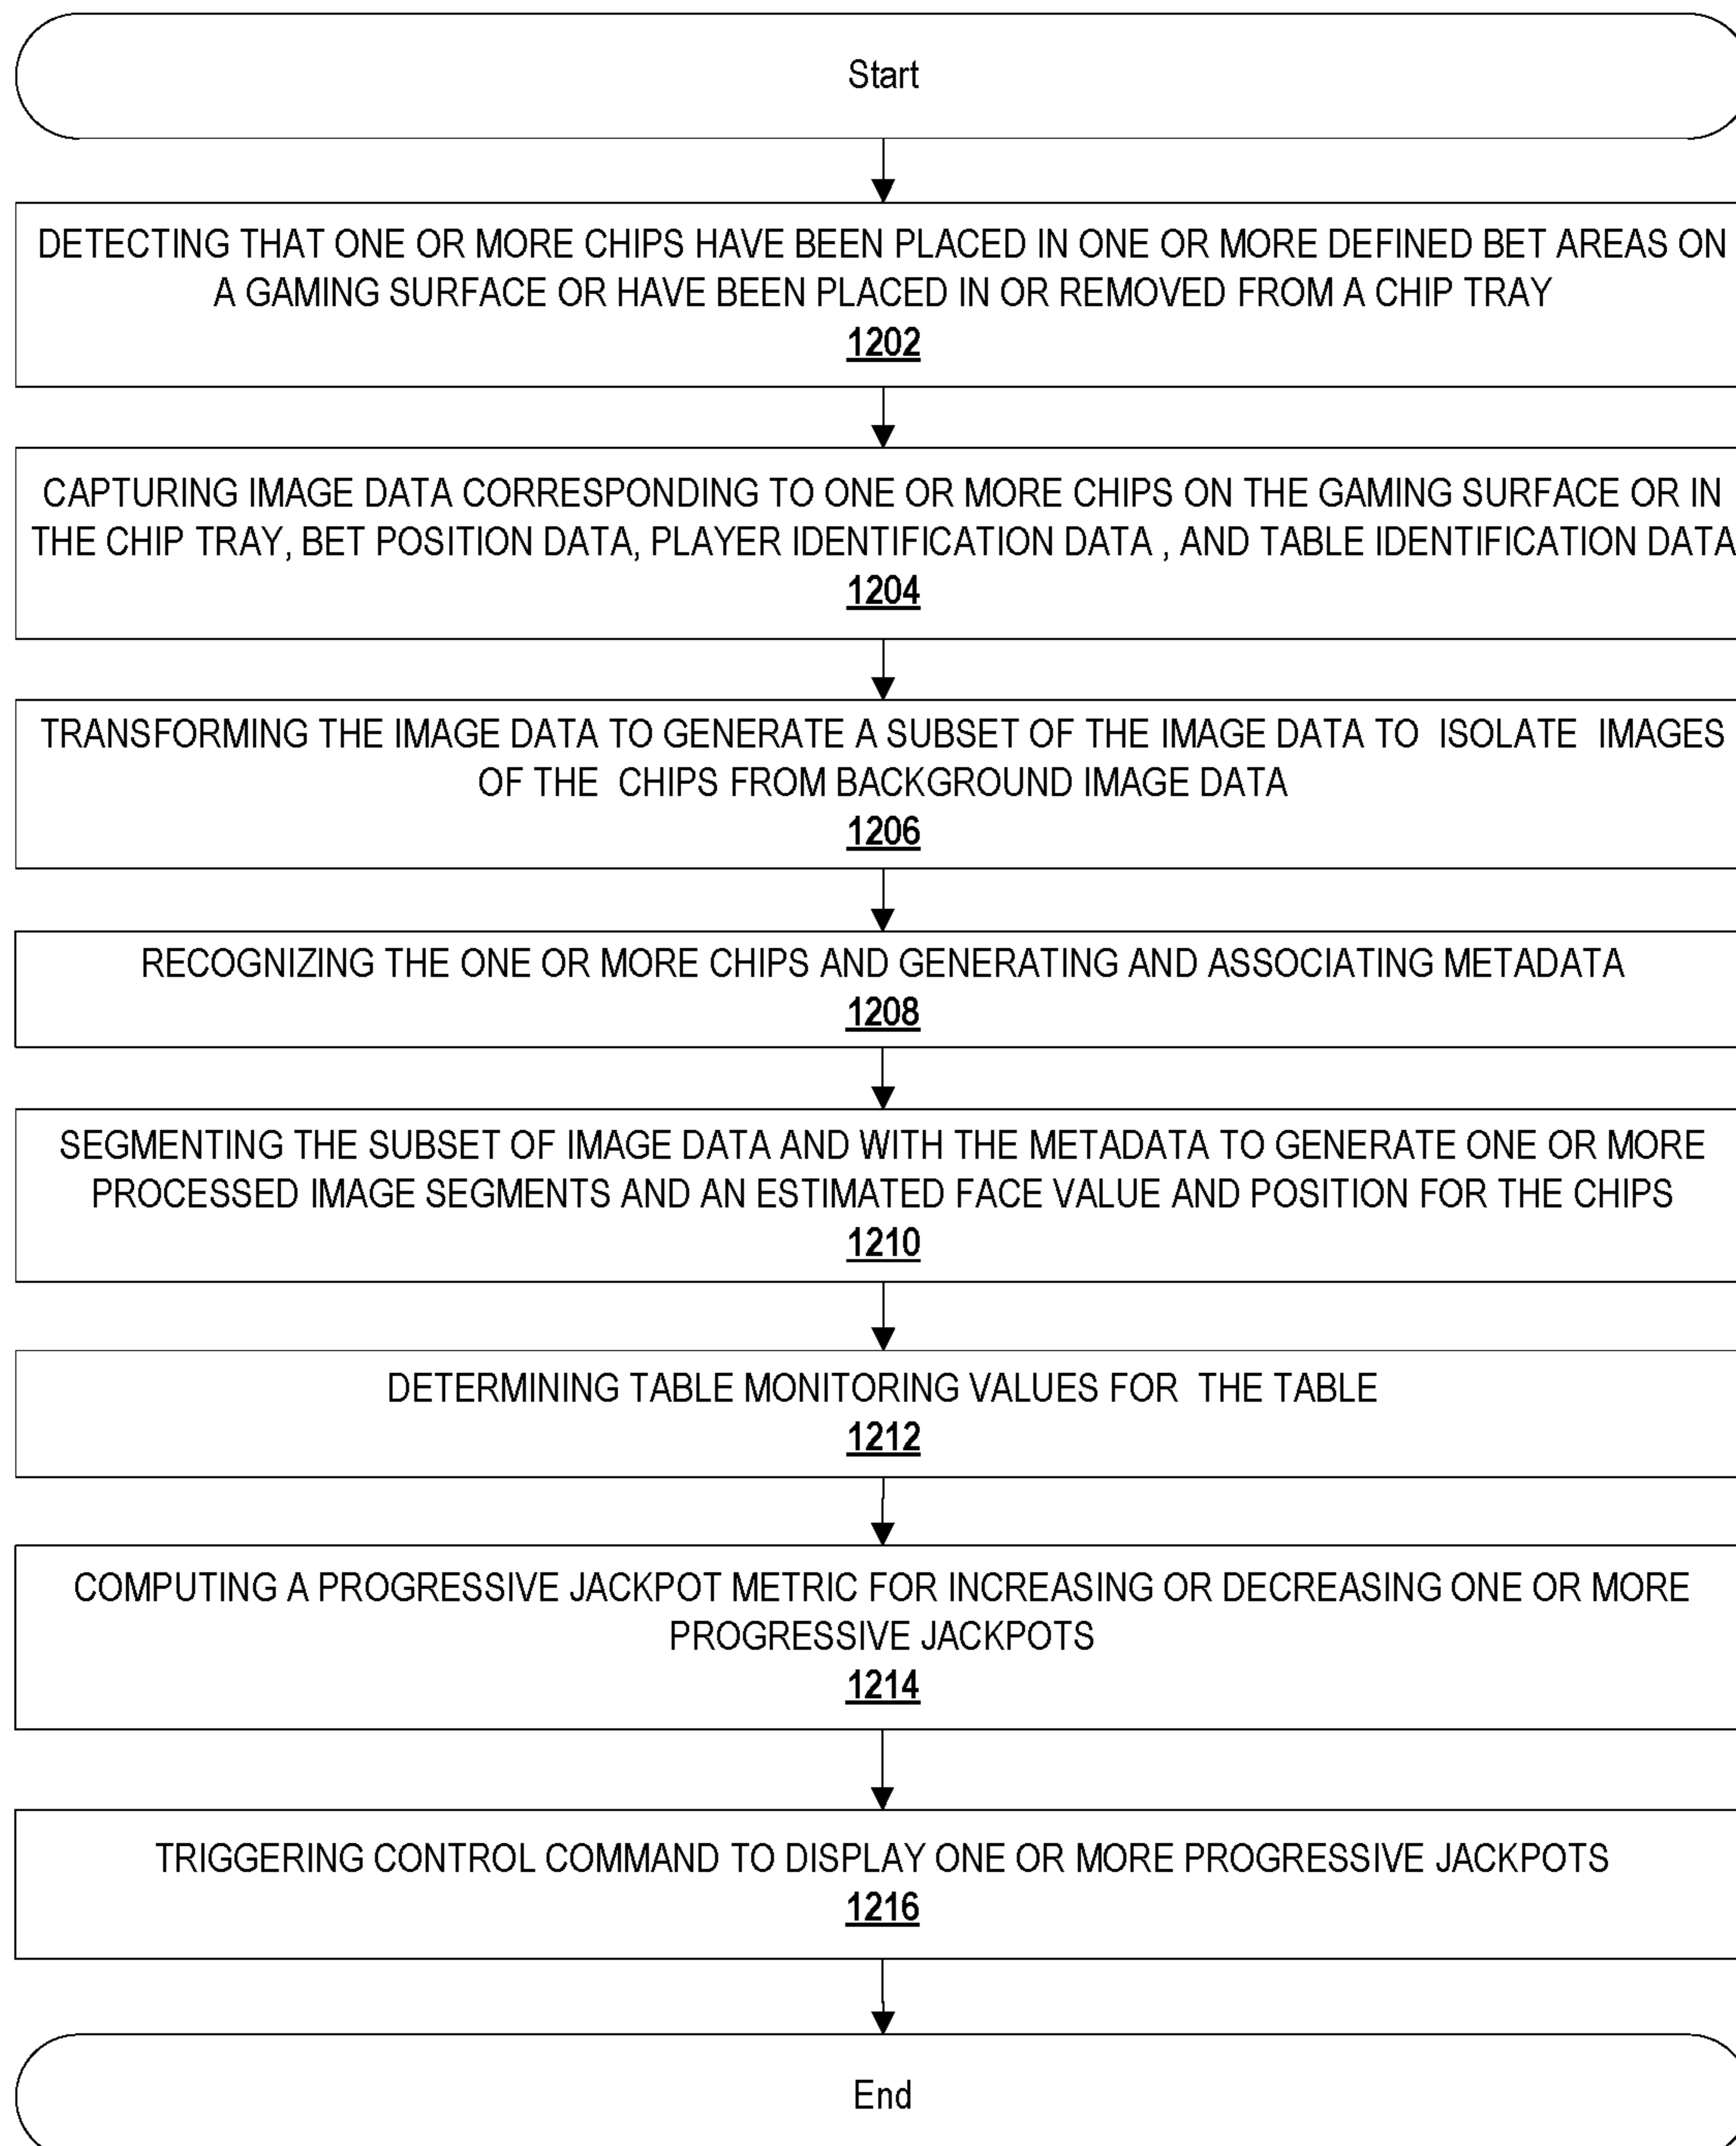 Start
DETECTING THAT ONE OR MORE CHIPS HAVE BEEN PLACED IN ONE OR MORE DEFINED BET AREAS ON
A GAMING SURFACE OR HAVE BEEN PLACED IN OR REMOVED FROM A CHIP TRAY
1202
CAPTURING IMAGE DATA CORRESPONDING TO ONE OR MORE CHIPS ON THE GAMING SURFACE OR IN
THE CHIP TRAY, BET POSITION DATA, PLAYER IDENTIFICATION DATA , AND TABLE IDENTIFICATION DATA
1204
TRANSFORMING THE IMAGE DATA TO GENERATE A SUBSET OF THE IMAGE DATA TO ISOLATE IMAGES
OF THE CHIPS FROM BACKGROUND IMAGE DATA
1206
RECOGNIZING THE ONE OR MORE CHIPS AND GENERATING AND ASSOCIATING METADATA
1208
SEGMENTING THE SUBSET OF IMAGE DATA AND WITH THE METADATA TO GENERATE ONE OR MORE
PROCESSED IMAGE SEGMENTS AND AN ESTIMATED FACE VALUE AND POSITION FOR THE CHIPS
1210
DETERMINING TABLE MONITORING VALUES FOR THE TABLE
1212
COMPUTING A PROGRESSIVE JACKPOT METRIC FOR INCREASING OR DECREASING ONE OR MORE
PROGRESSIVE JACKPOTS
1214
TRIGGERING CONTROL COMMAND TO DISPLAY ONE OR MORE PROGRESSIVE JACKPOTS
1216
End